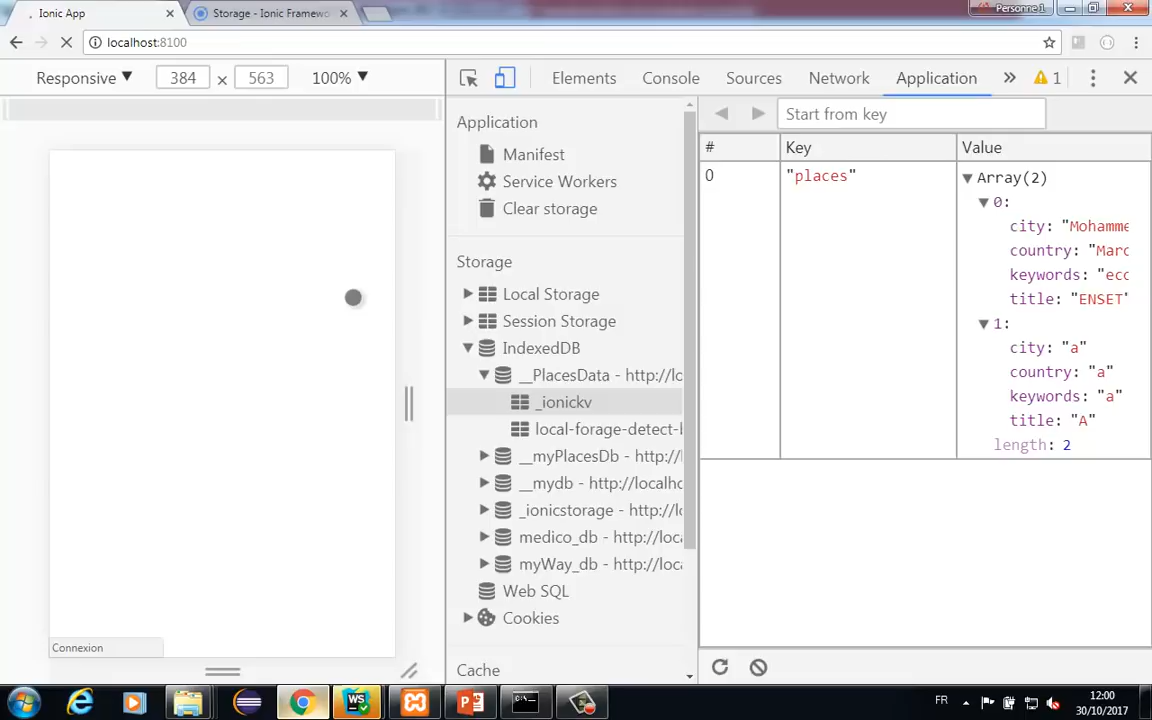 Ionic App
Storage - Ionic Framewo
Personne 1
localhost:8100
Responsive
384
×
563
100%
Elements
Console
Sources
Network
Application
»
1
Application
Manifest
Service Workers
Clear storage
Storage
Local Storage
Session Storage
IndexedDB
__PlacesData - http://lo
_ionickv
local-forage-detect-b
__myPlacesDb - http://l
__mydb - http://localho
_ionicstorage - http://lo
medico_db - http://loca
myWay_db - http://loca
Web SQL
Cookies
Cache
Start from key
# Key Value
0 "places" Array(2)
0:
city: "Mohamme
country: "Marc
keywords: "ecc
title: "ENSET"
1:
city: "a"
country: "a"
keywords: "a"
title: "A"
length: 2
Connexion
WS
FR
12:00
30/10/2017